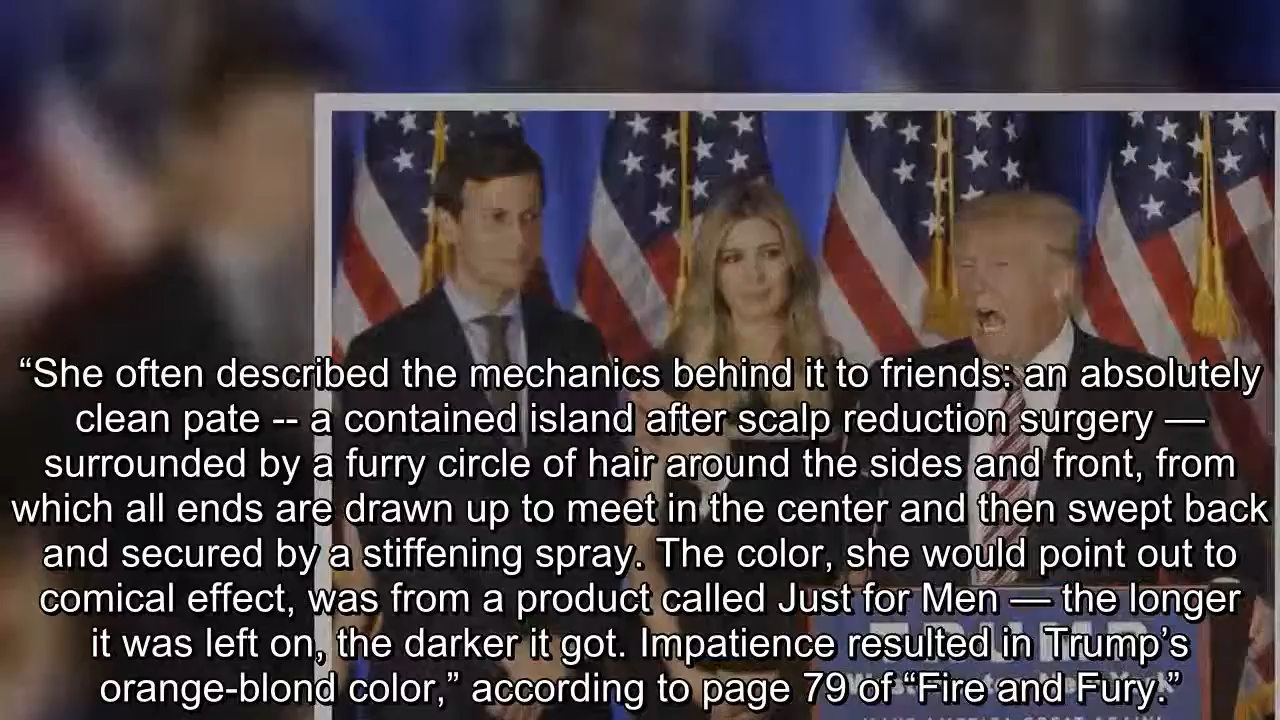 “She often described the mechanics behind it to friends: an absolutely
clean pate -- a contained island after scalp reduction surgery —
surrounded by a furry circle of hair around the sides and front, from
which all ends are drawn up to meet in the center and then swept back
and secured by a stiffening spray. The color, she would point out to
comical effect, was from a product called Just for Men — the longer
it was left on, the darker it got. Impatience resulted in Trump’s
orange-blond color,” according to page 79 of “Fire and Fury.”
TRUMP